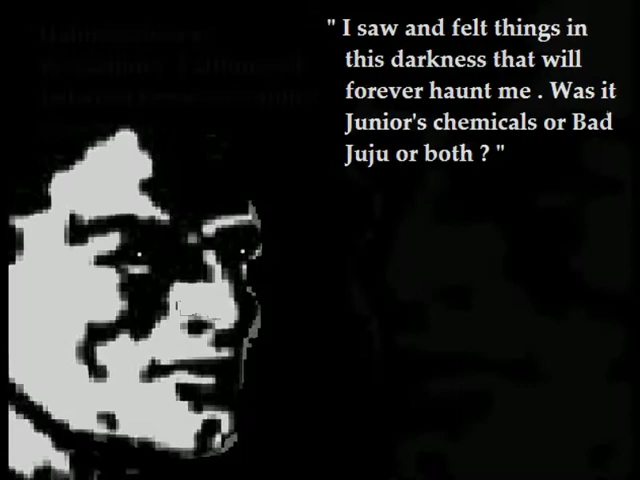 " I saw and felt things in
this darkness that will
forever haunt me . Was it
Junior's chemicals or Bad
Juju or both ? "